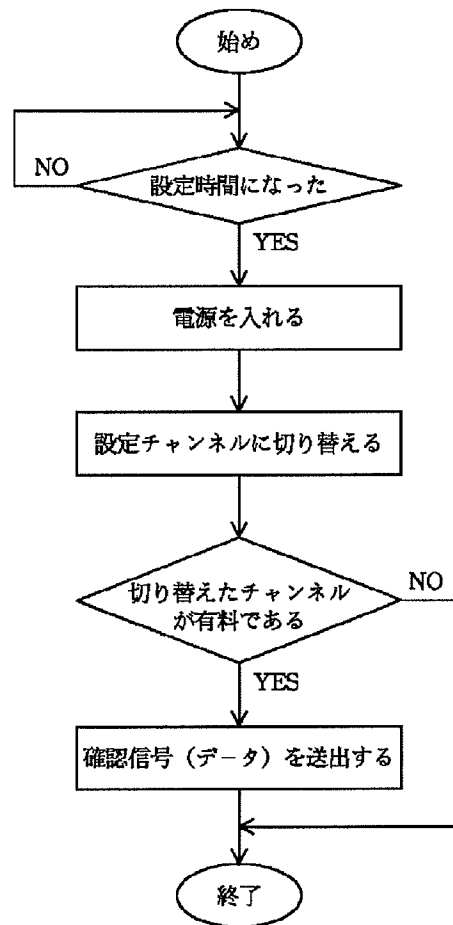 始め
NO
設定時間になった
YES
電源を入れる
設定チャンネルに切り替える
切り替えたチャンネル
が有料である
NO
YES
確認信号（データ）を送出する
終了